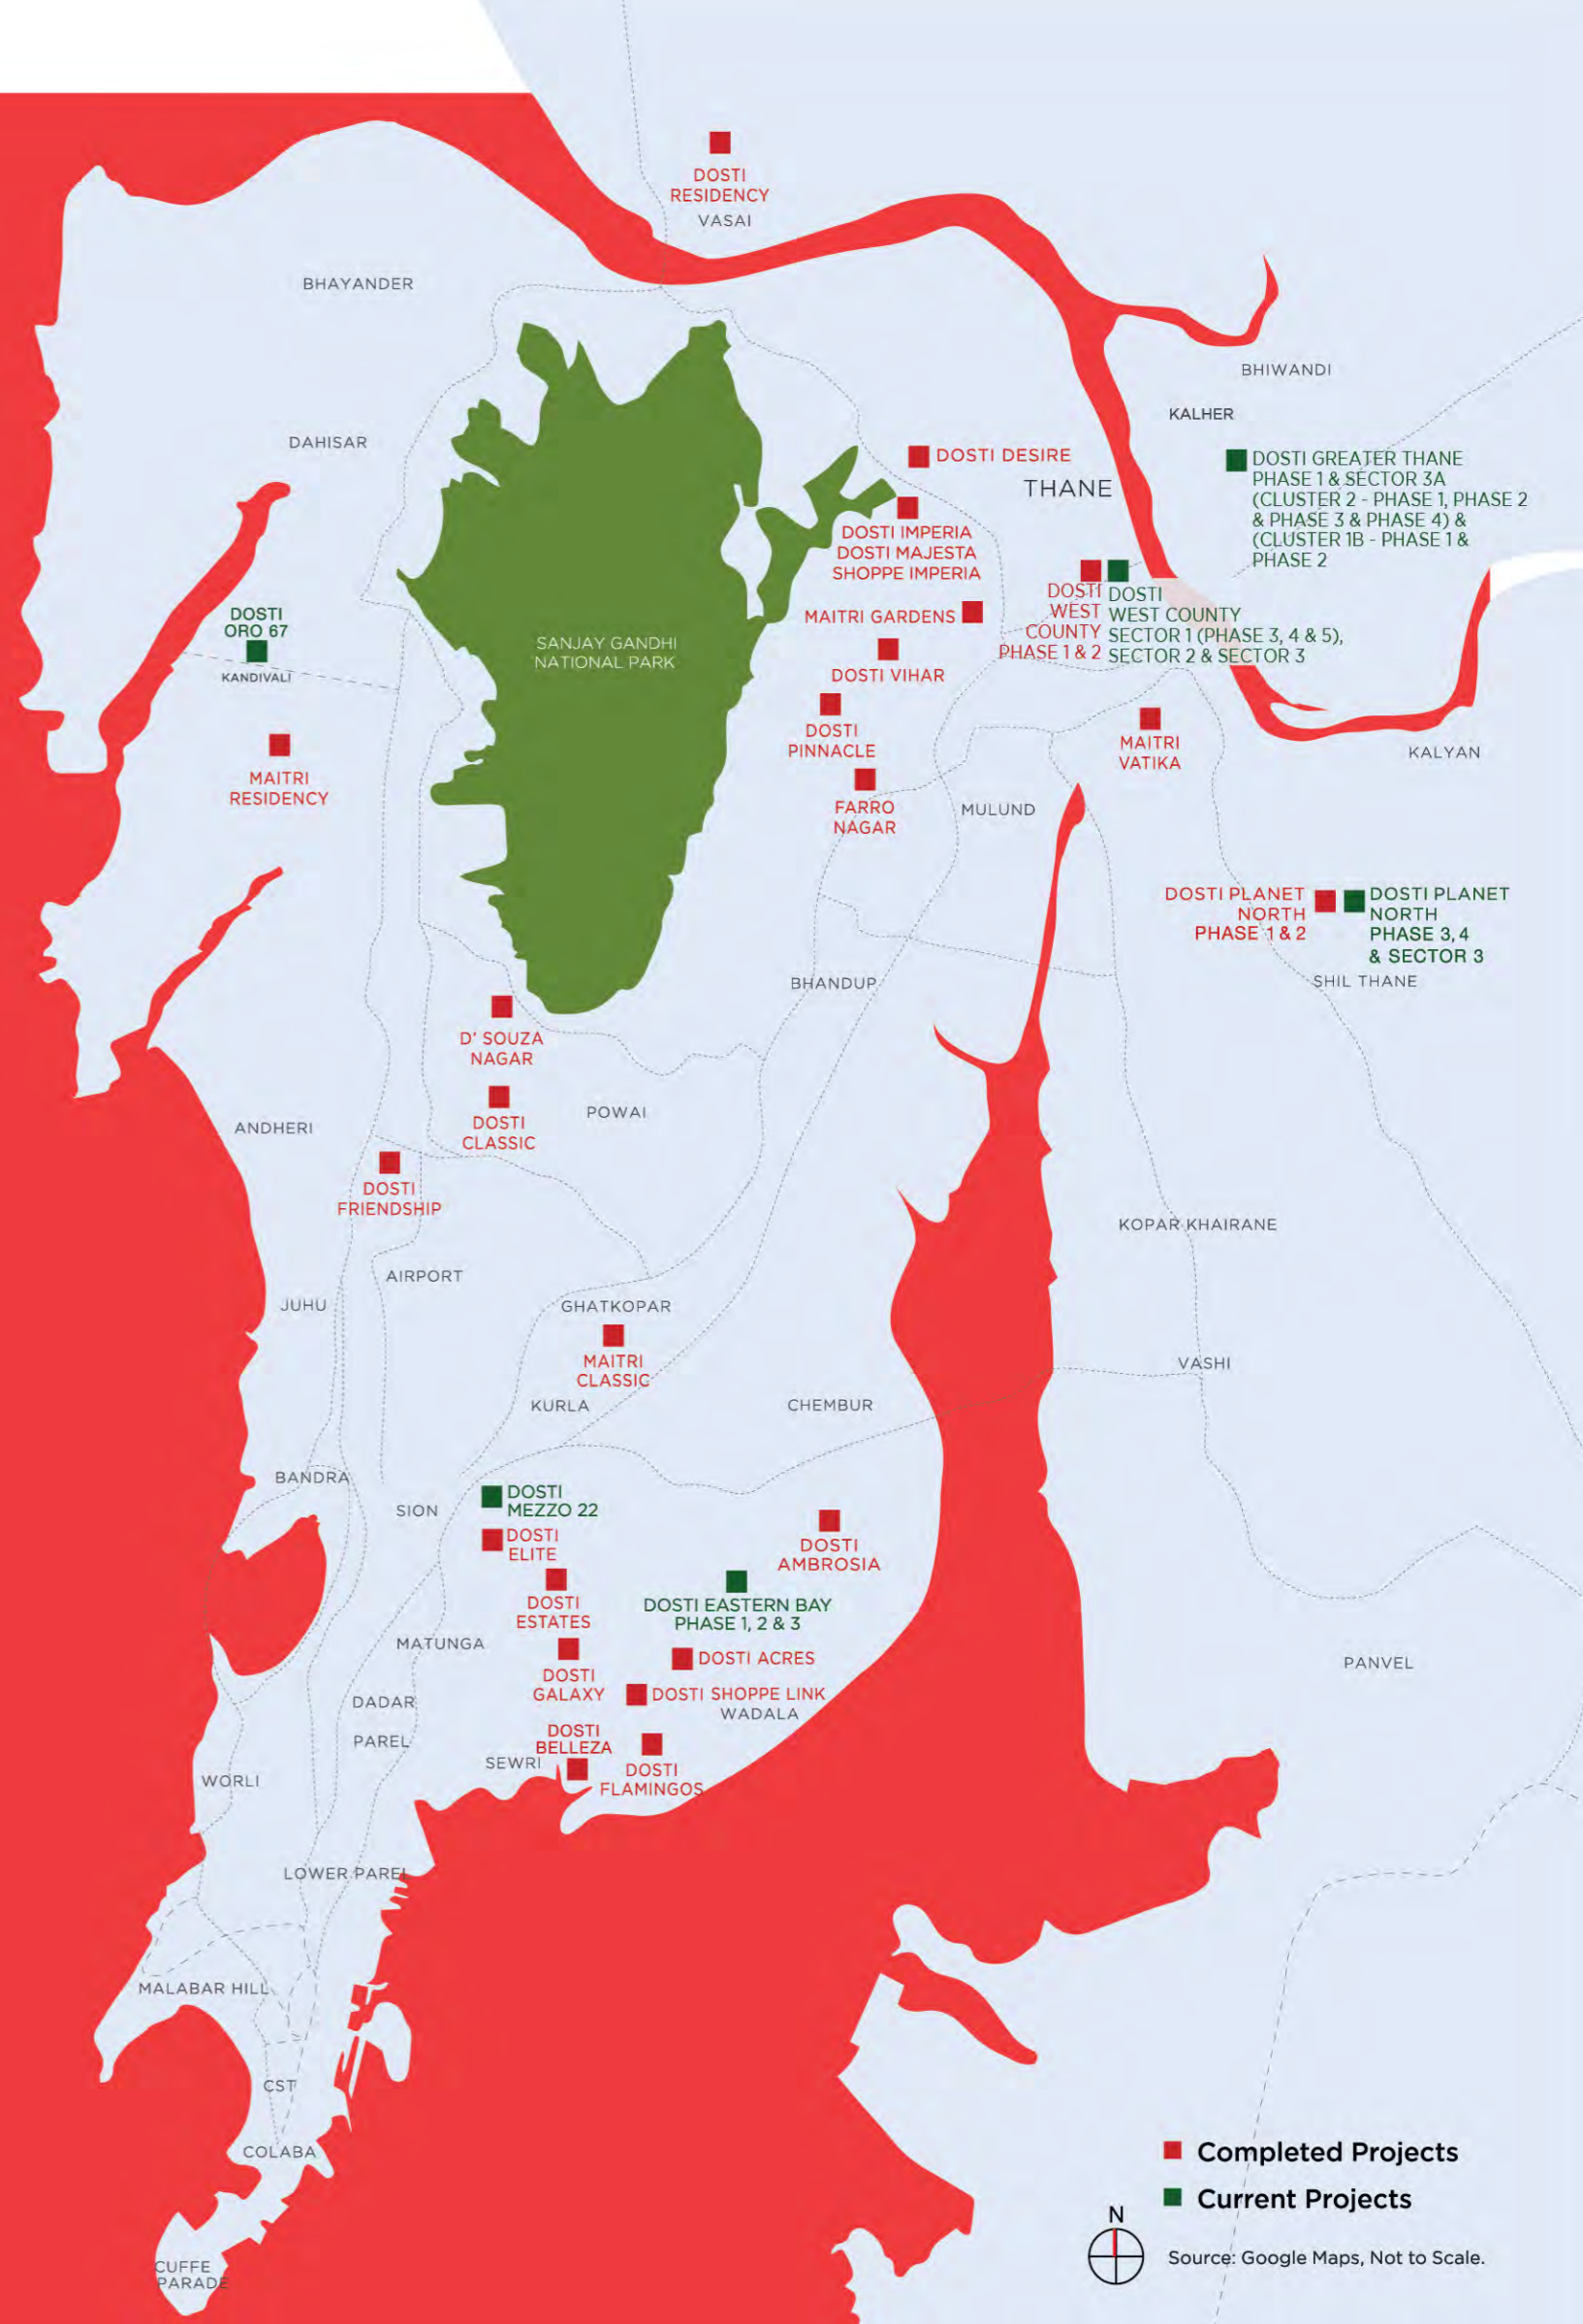 DOSTI
RESIDENCY
VASAI
BHAYANDER
BHIWANDI
KALHER
DAHISAR
DOSTI DESIRE
THANE
DOSTI GREATER THANE
PHASE 1 & SECTOR 3A
(CLUSTER 2 - PHASE 1, PHASE 2
& PHASE 3 & PHASE 4) &
(CLUSTER 1B - PHASE 1 &
PHASE 2
DOSTI IMPERIA
DOSTI MAJESTA
SHOPPE IMPERIA
DOSTI
WEST
COUNTY
PHASE 1 & 2
DOSTI
WEST COUNTY
SECTOR 1 (PHASE 3, 4 & 5),
SECTOR 2 & SECTOR 3
DOSTI
ORO 67
KANDIVALI
SANJAY GANDHI
NATIONAL PARK
MAITRI GARDENS
DOSTI VIHAR
DOSTI
PINNACLE
MAITRI
VATIKA
KALYAN
MAITRI
RESIDENCY
FARRO
NAGAR
MULUND
DOSTI PLANET
NORTH
PHASE 1 & 2
DOSTI PLANET
NORTH
PHASE 3, 4
& SECTOR 3
SHIL THANE
BHANDUP
D' SOUZA
NAGAR
DOSTI
CLASSIC
POWAI
ANDHERI
DOSTI
FRIENDSHIP
KOPAR KHAIRANE
AIRPORT
JUHU
GHATKOPAR
MAITRI
CLASSIC
VASHI
KURLA
CHEMBUR
BANDRA
SION
DOSTI
MEZZO 22
DOSTI
ELITE
DOSTI
AMBROSIA
DOSTI
ESTATES
DOSTI EASTERN BAY
PHASE 1, 2 & 3
MATUNGA
DOSTI ACRES
PANVEL
DOSTI
GALAXY
DOSTI SHOPPE LINK
WADALA
DADAR
PAREL
DOSTI
BELLEZA
SEWRI
DOSTI
FLAMINGOS
WORLI
LOWER PAREL
MALABAR HILL
CST
COLABA
CUFFE
PARADE
Completed Projects
Current Projects
N
Source: Google Maps, Not to Scale.